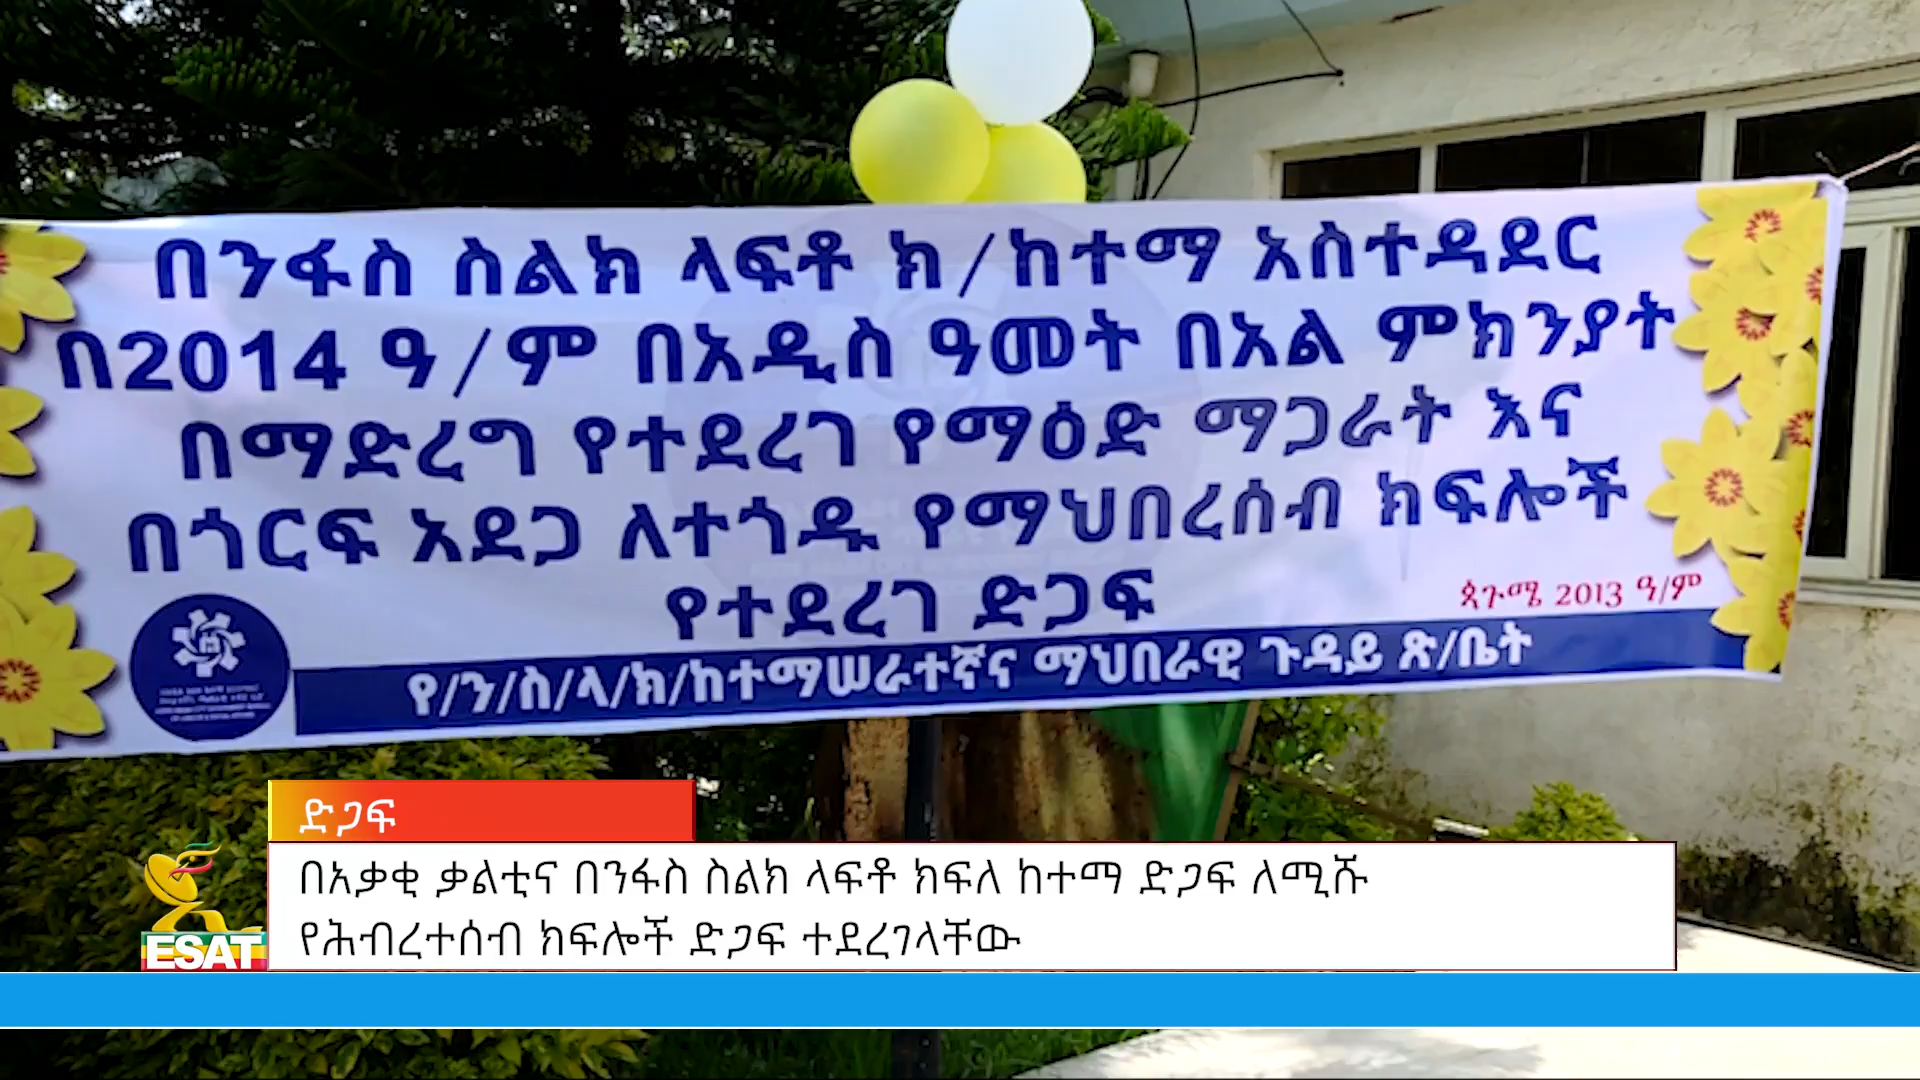 በንፋስ ስልክ ላፍቶ ክ/ከተማ አስተዳደር
በ2014 ዓ/ም በአዲስ ዓመት በአል ምክንያት
በማድረግ የተደረገ የማዕድ ማጋራት እና
በጎርፍ አደጋ ለተጎዱ የማህበረሰብ ክፍሎች
የተደረገ ድጋፍ
ጳጉሜ 2013 ዓ/ም
የ/ን/ስ/ላ/ክ/ከተማሠራተኛና ማህበራዊ ጉዳይ ጽ/ቤት
ድጋፍ
በአቃቂ ቃልቲና በንፋስ ስልክ ላፍቶ ክፍለ ከተማ ድጋፍ ለሚሹ
የሕብረተሰብ ክፍሎች ድጋፍ ተደረገላቸው
ESAT